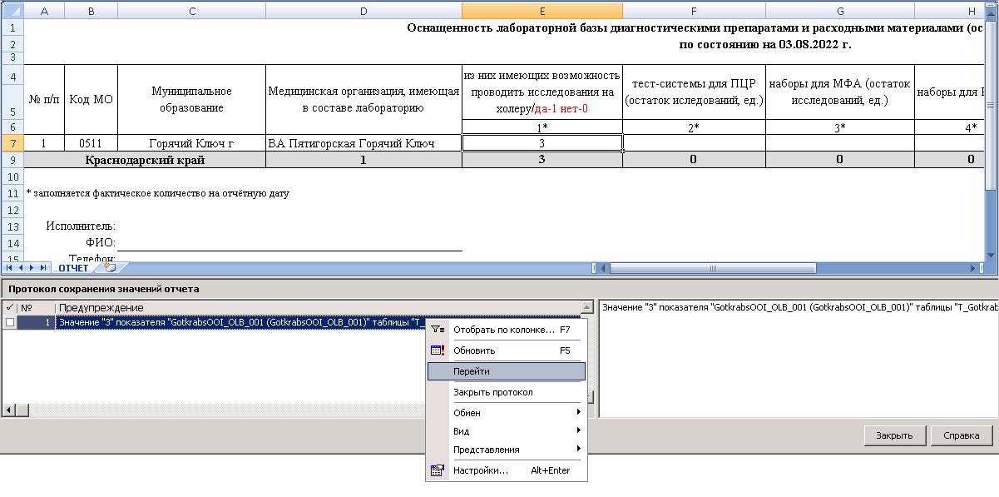 A B C D E F G H
1 Оснащенность лабораторной базы диагностическими препаратами и расходными материалами (ос
2 по состоянию на 03.08.2022 г.
3
4
5
6
№ п/п
Код МО
Муниципальное
образование
Медицинская организация, имеющая
в составе лабораторию
из них имеющих возможность
проводить исследования на
холеру/да-1 нет-0
тест-системы для ПЦР
(остаток иследований, ед.)
наборы для МФА (остаток
исследований, ед.)
наборы для
1* 2* 3* 4*
7 1 0511 Горячий Ключ г ВА Пятигорская Горячий Ключ 3
9 Краснодарский край 1 3 0 0 0
10
11 * заполняется фактическое количество на отчётную дату
12
13 Исполнитель:
14 ФИО:
15 Телефон:
ОТЧЕТ
Протокол сохранения значений отчета
№ Предупреждение
1 Значение "3" показателя "GotkrabsOOI_OLB_001 (GotkrabsOOI_OLB_001)" таблицы "T_
Значение "3" показателя "GotkrabsOOI_OLB_001 (GotkrabsOOI_OLB_001)" таблицы "T_Gotkrab
Отобрать по колонке... F7
Обновить F5
Перейти
Закрыть протокол
Обмен
Вид
Представления
Настройки... Alt+Enter
Закрыть
Справка